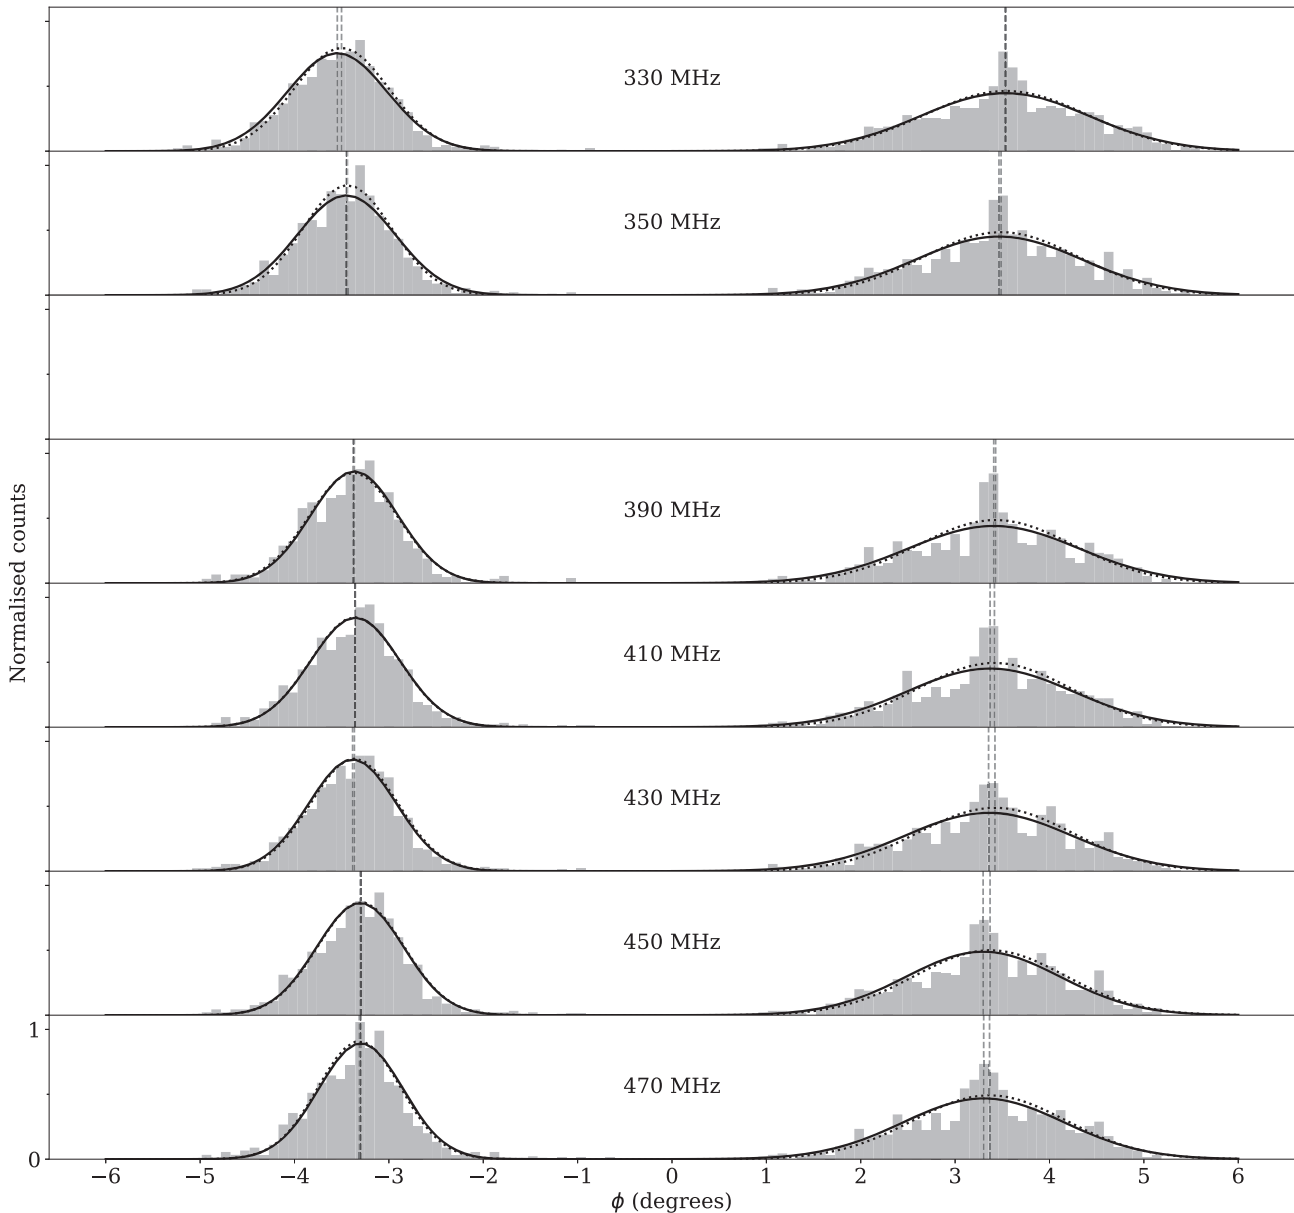 330 MHz
350 MHz
390 MHz
410 MHz
430 MHz
450 MHz
470 MHz
Normalised counts
1
0
−6 −5 −4 −3 −2 −1 0 1 2 3 4 5 6
ϕ (degrees)